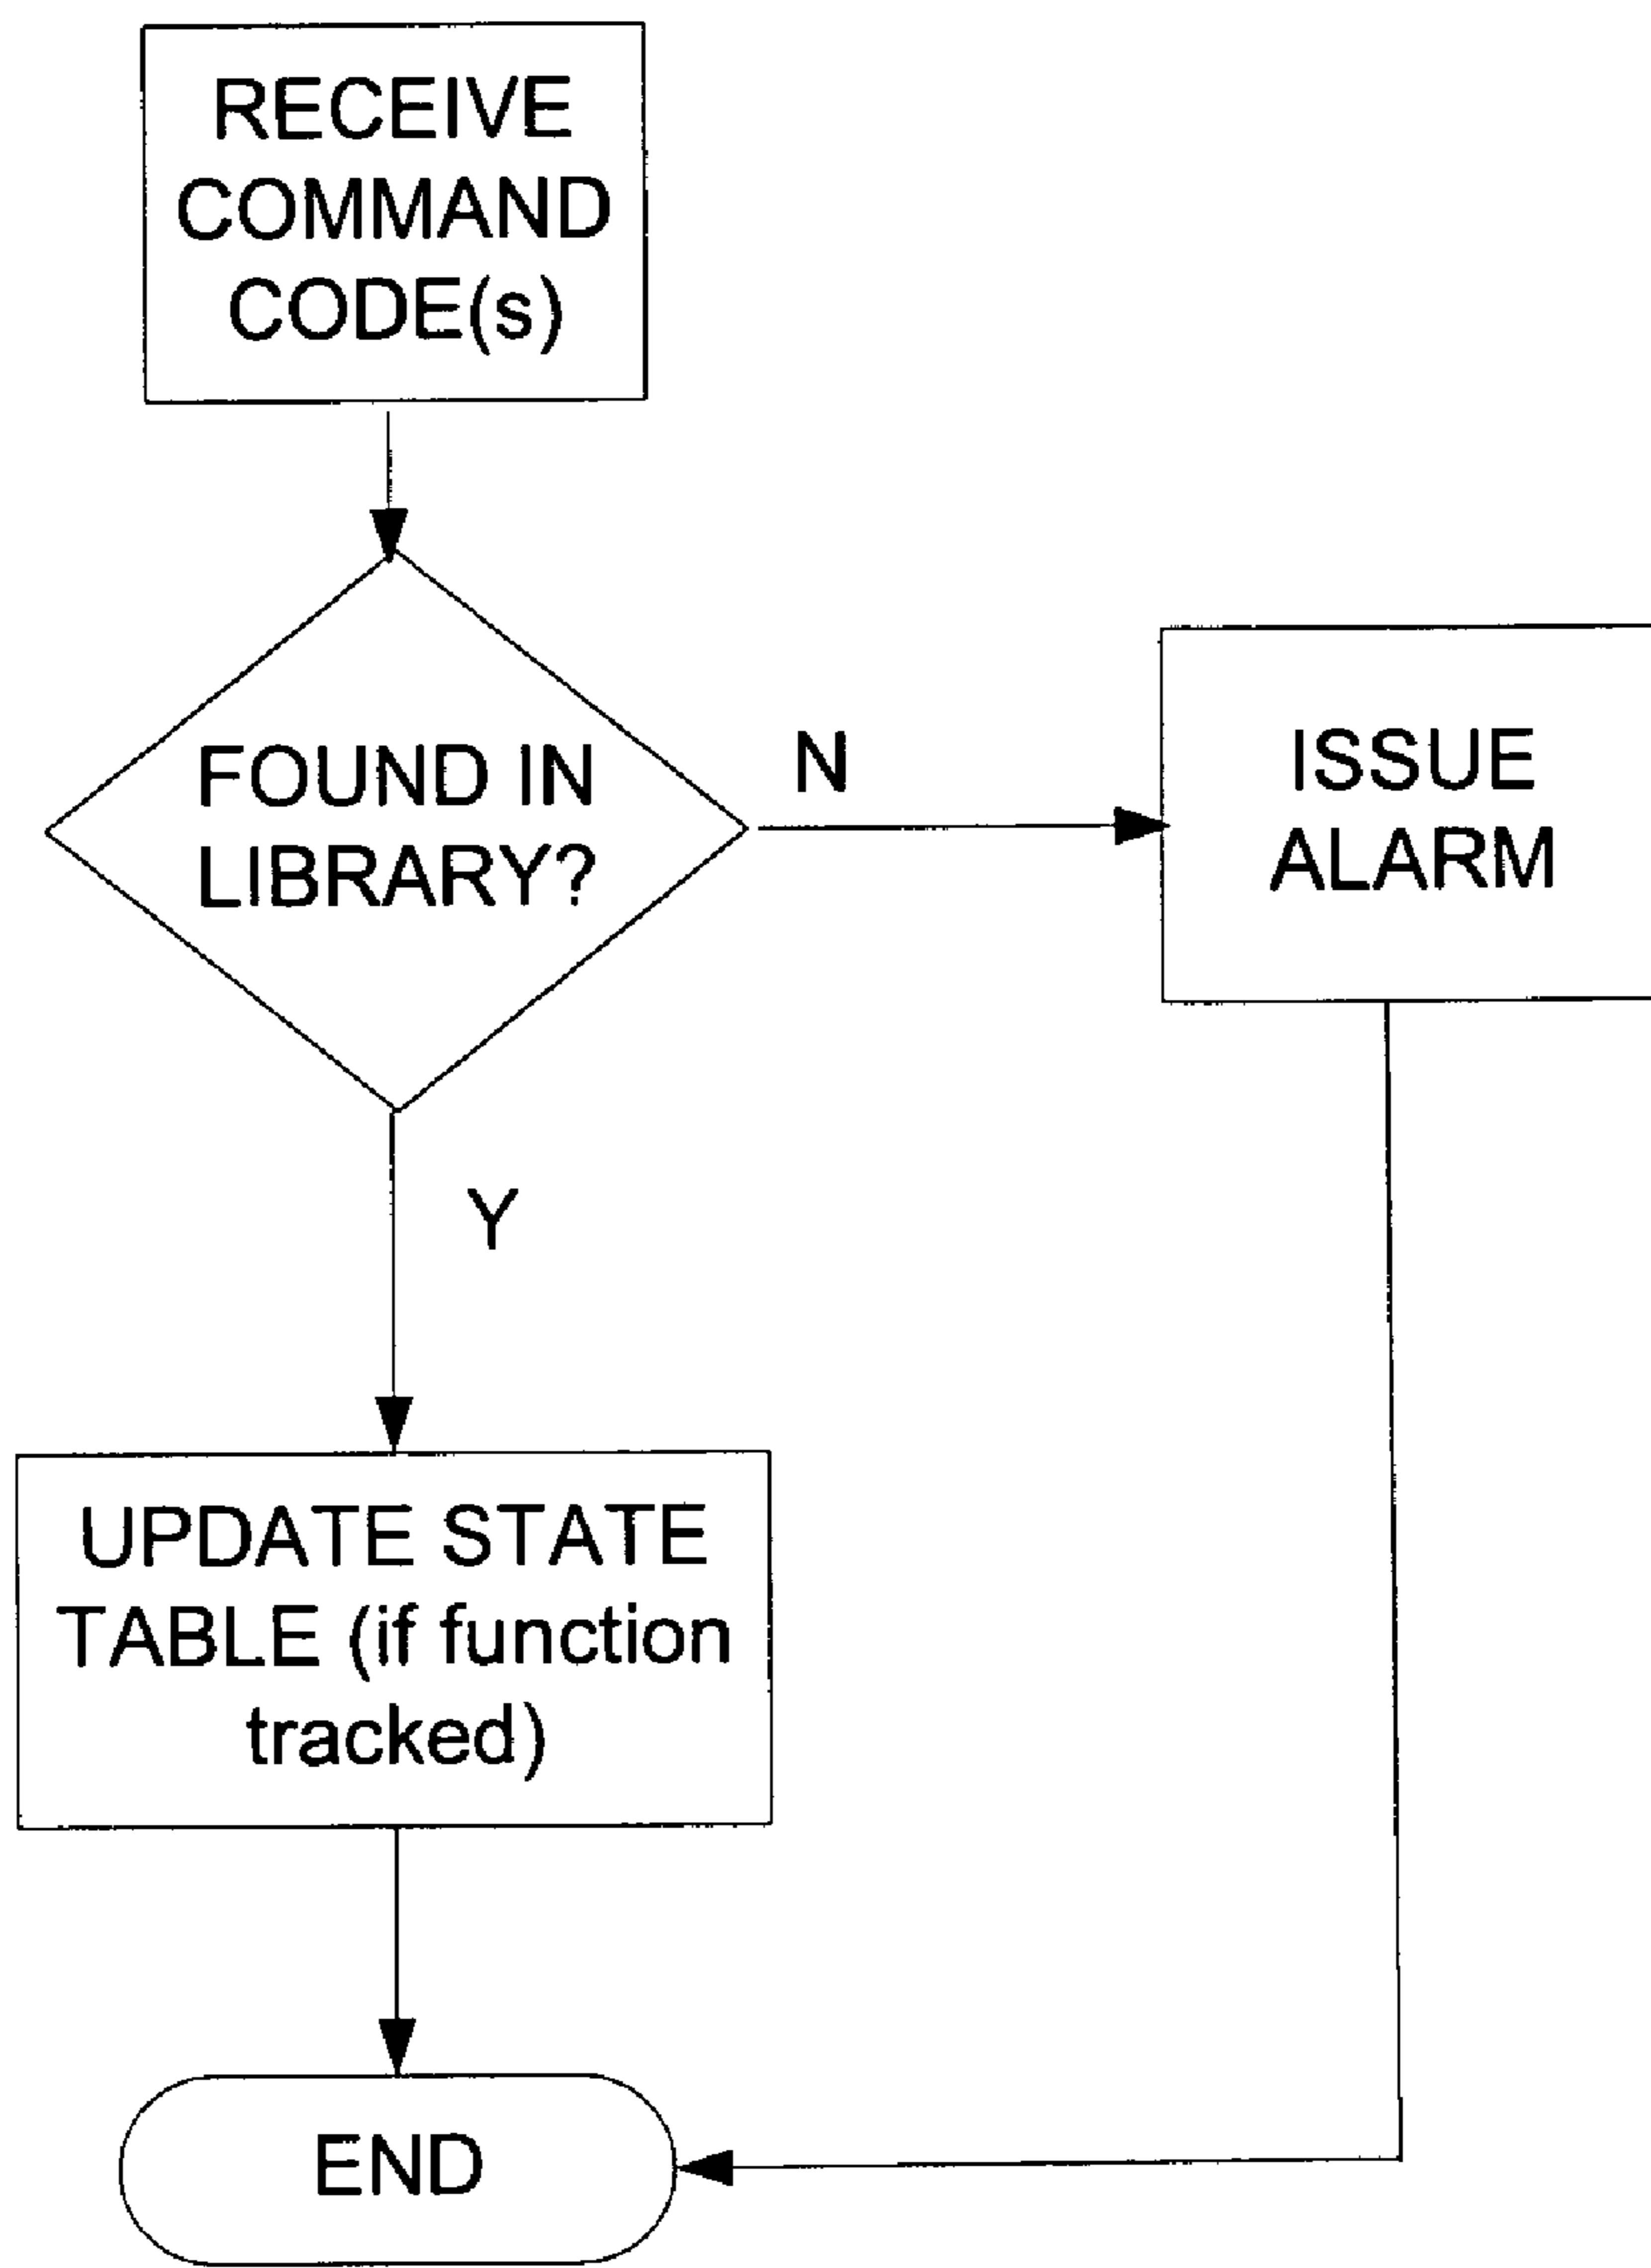 RECEIVE
COMMAND
CODE(s)
FOUND IN
LIBRARY?
N
ISSUE
ALARM
Y
UPDATE STATE
TABLE (if function
tracked)
END